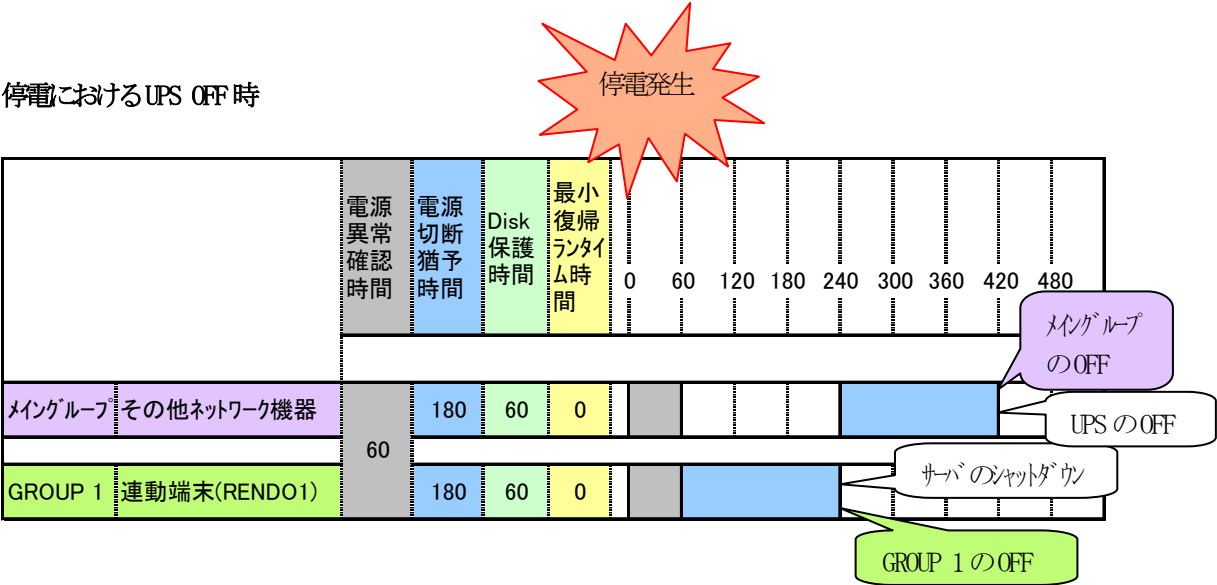 停電発生
停電におけるUPS OFF時
電源
異常
確認
時間
電源
切断
猶予
時間
Disk
保護
時間
最小
復帰
ランタイ
ム時
間
0 60 120 180 240 300 360 420 480
メイングループ
のOFF
メイングループ その他ネットワーク機器 180 60 0
UPSのOFF
60
サーバのシャットダウン
GROUP 1 連動端末(RENDO1) 180 60 0
GROUP 1のOFF